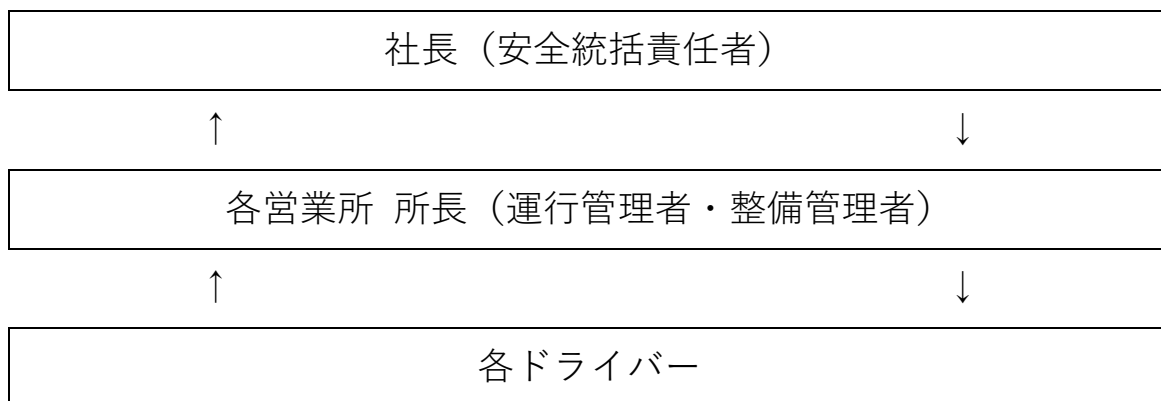 社長（安全統括責任者）
↑ ↓
各営業所 所長（運行管理者・整備管理者）
↑ ↓
各ドライバー